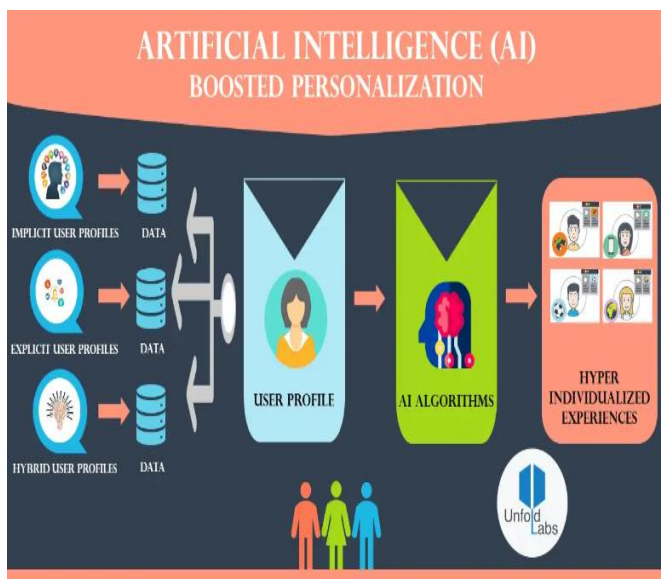 ARTIFICIAL INTELLIGENCE (AI)
BOOSTED PERSONALIZATION
IMPLICIT USER PROFILES
DATA
EXPLICIT USER PROFILES
DATA
HYBRID USER PROFILES
DATA
USER PROFILE
AI ALGORITHMS
HYPER
INDIVIDUALIZED
EXPERIENCES
Unfold
Labs